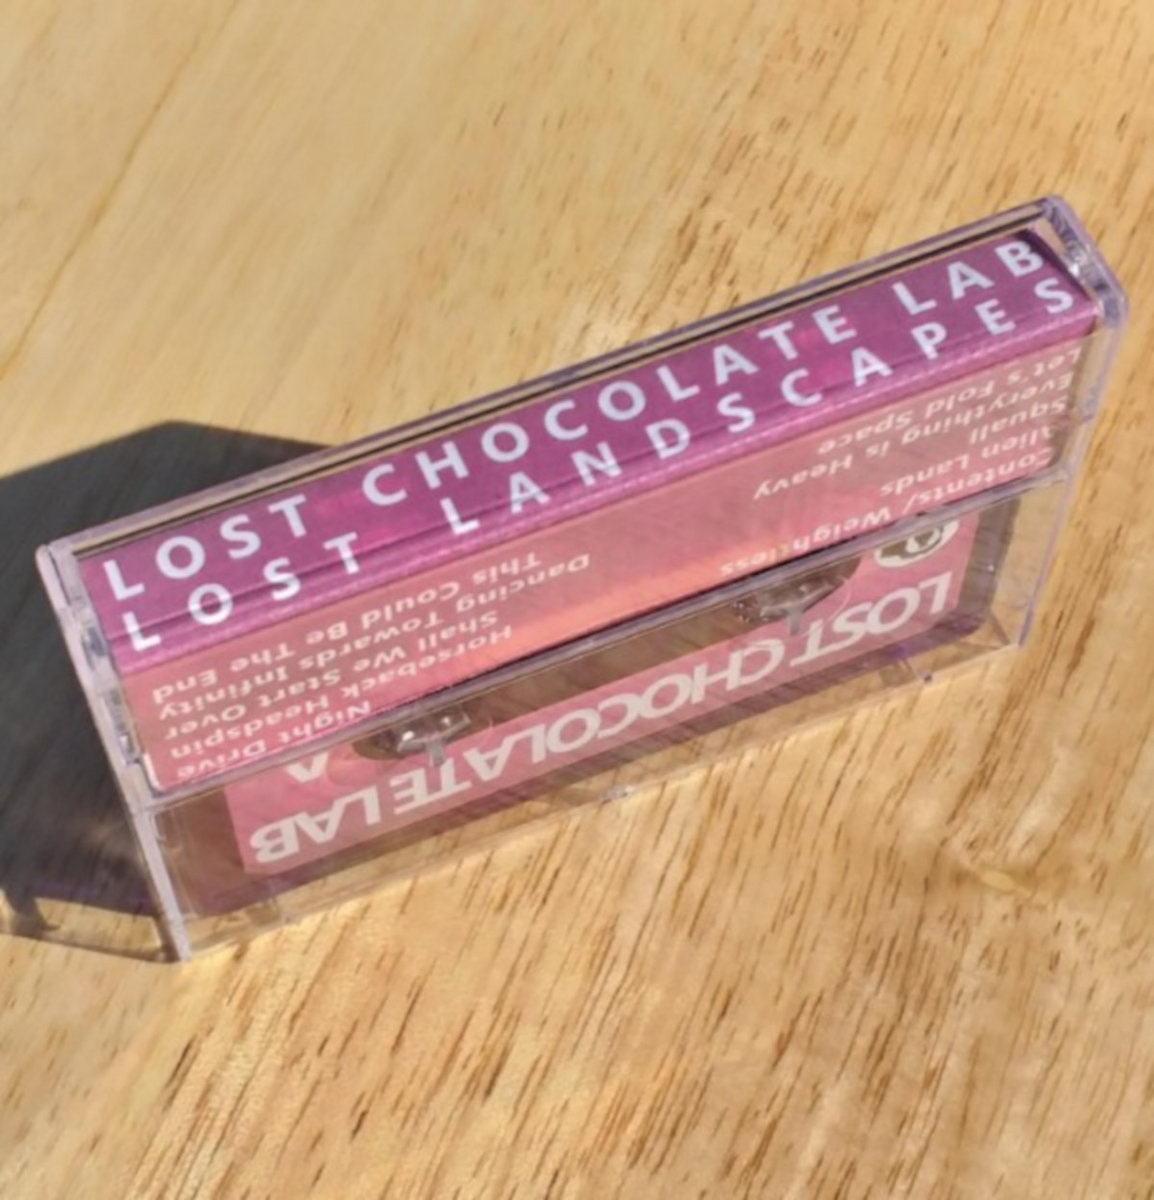 LOST CHOCOLATE LAB
LOST LANDSCAPES
Contents/ Weightless
Alien Lands
Squall
Everything is Heavy
Let's Fold Space
Night Drive
Horseback Headspin
Shall We Start Over
Dancing Towards Infinity
This Could Be The End
LOST CHOCOLATE LAB
A